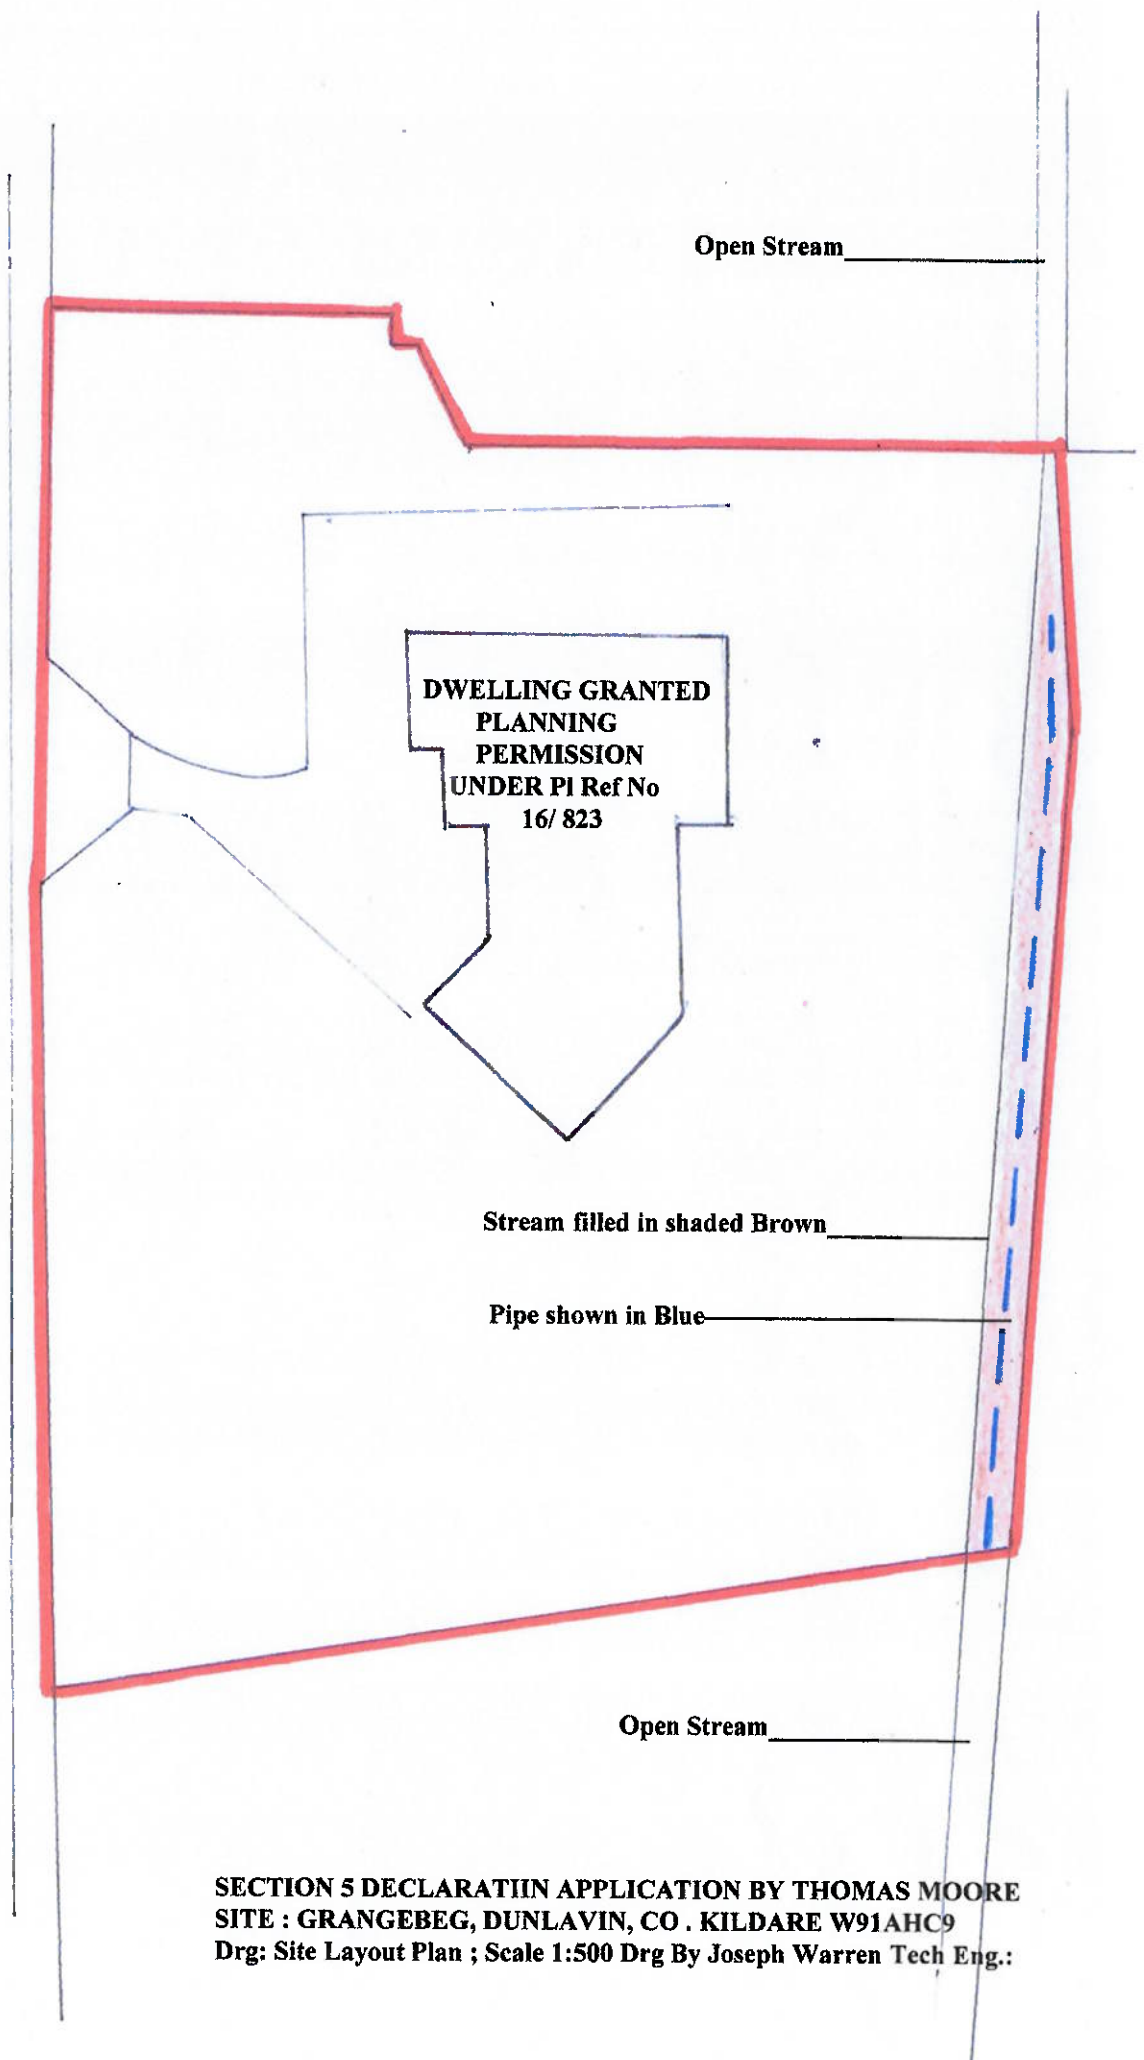 Open Stream
DWELLING GRANTED
PLANNING
PERMISSION
UNDER Pl Ref No
16/ 823
Stream filled in shaded Brown
Pipe shown in Blue
Open Stream
SECTION 5 DECLARATIIN APPLICATION BY THOMAS MOORE
SITE : GRANGEBEG, DUNLAVIN, CO . KILDARE W91AHC9
Drg: Site Layout Plan ; Scale 1:500 Drg By Joseph Warren Tech Eng.: